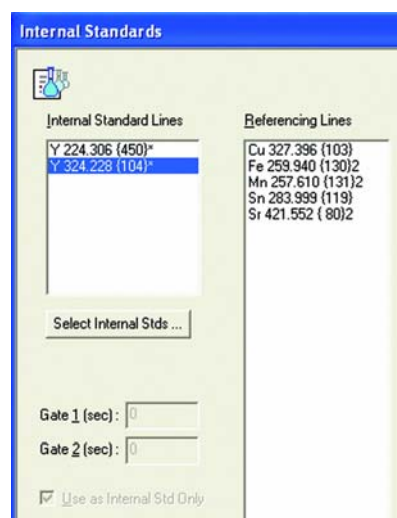 Internal Standards
Internal Standard Lines
Y 224.306 {450}*
Y 324.228 {104}*
Select Internal Stds ...
Gate 1 (sec) : 0
Gate 2 (sec) : 0
Use as Internal Std Only
Referencing Lines
Cu 327.396 {103}
Fe 259.940 {130}2
Mn 257.610 {131}2
Sn 283.999 {119}
Sr 421.552 { 80}2